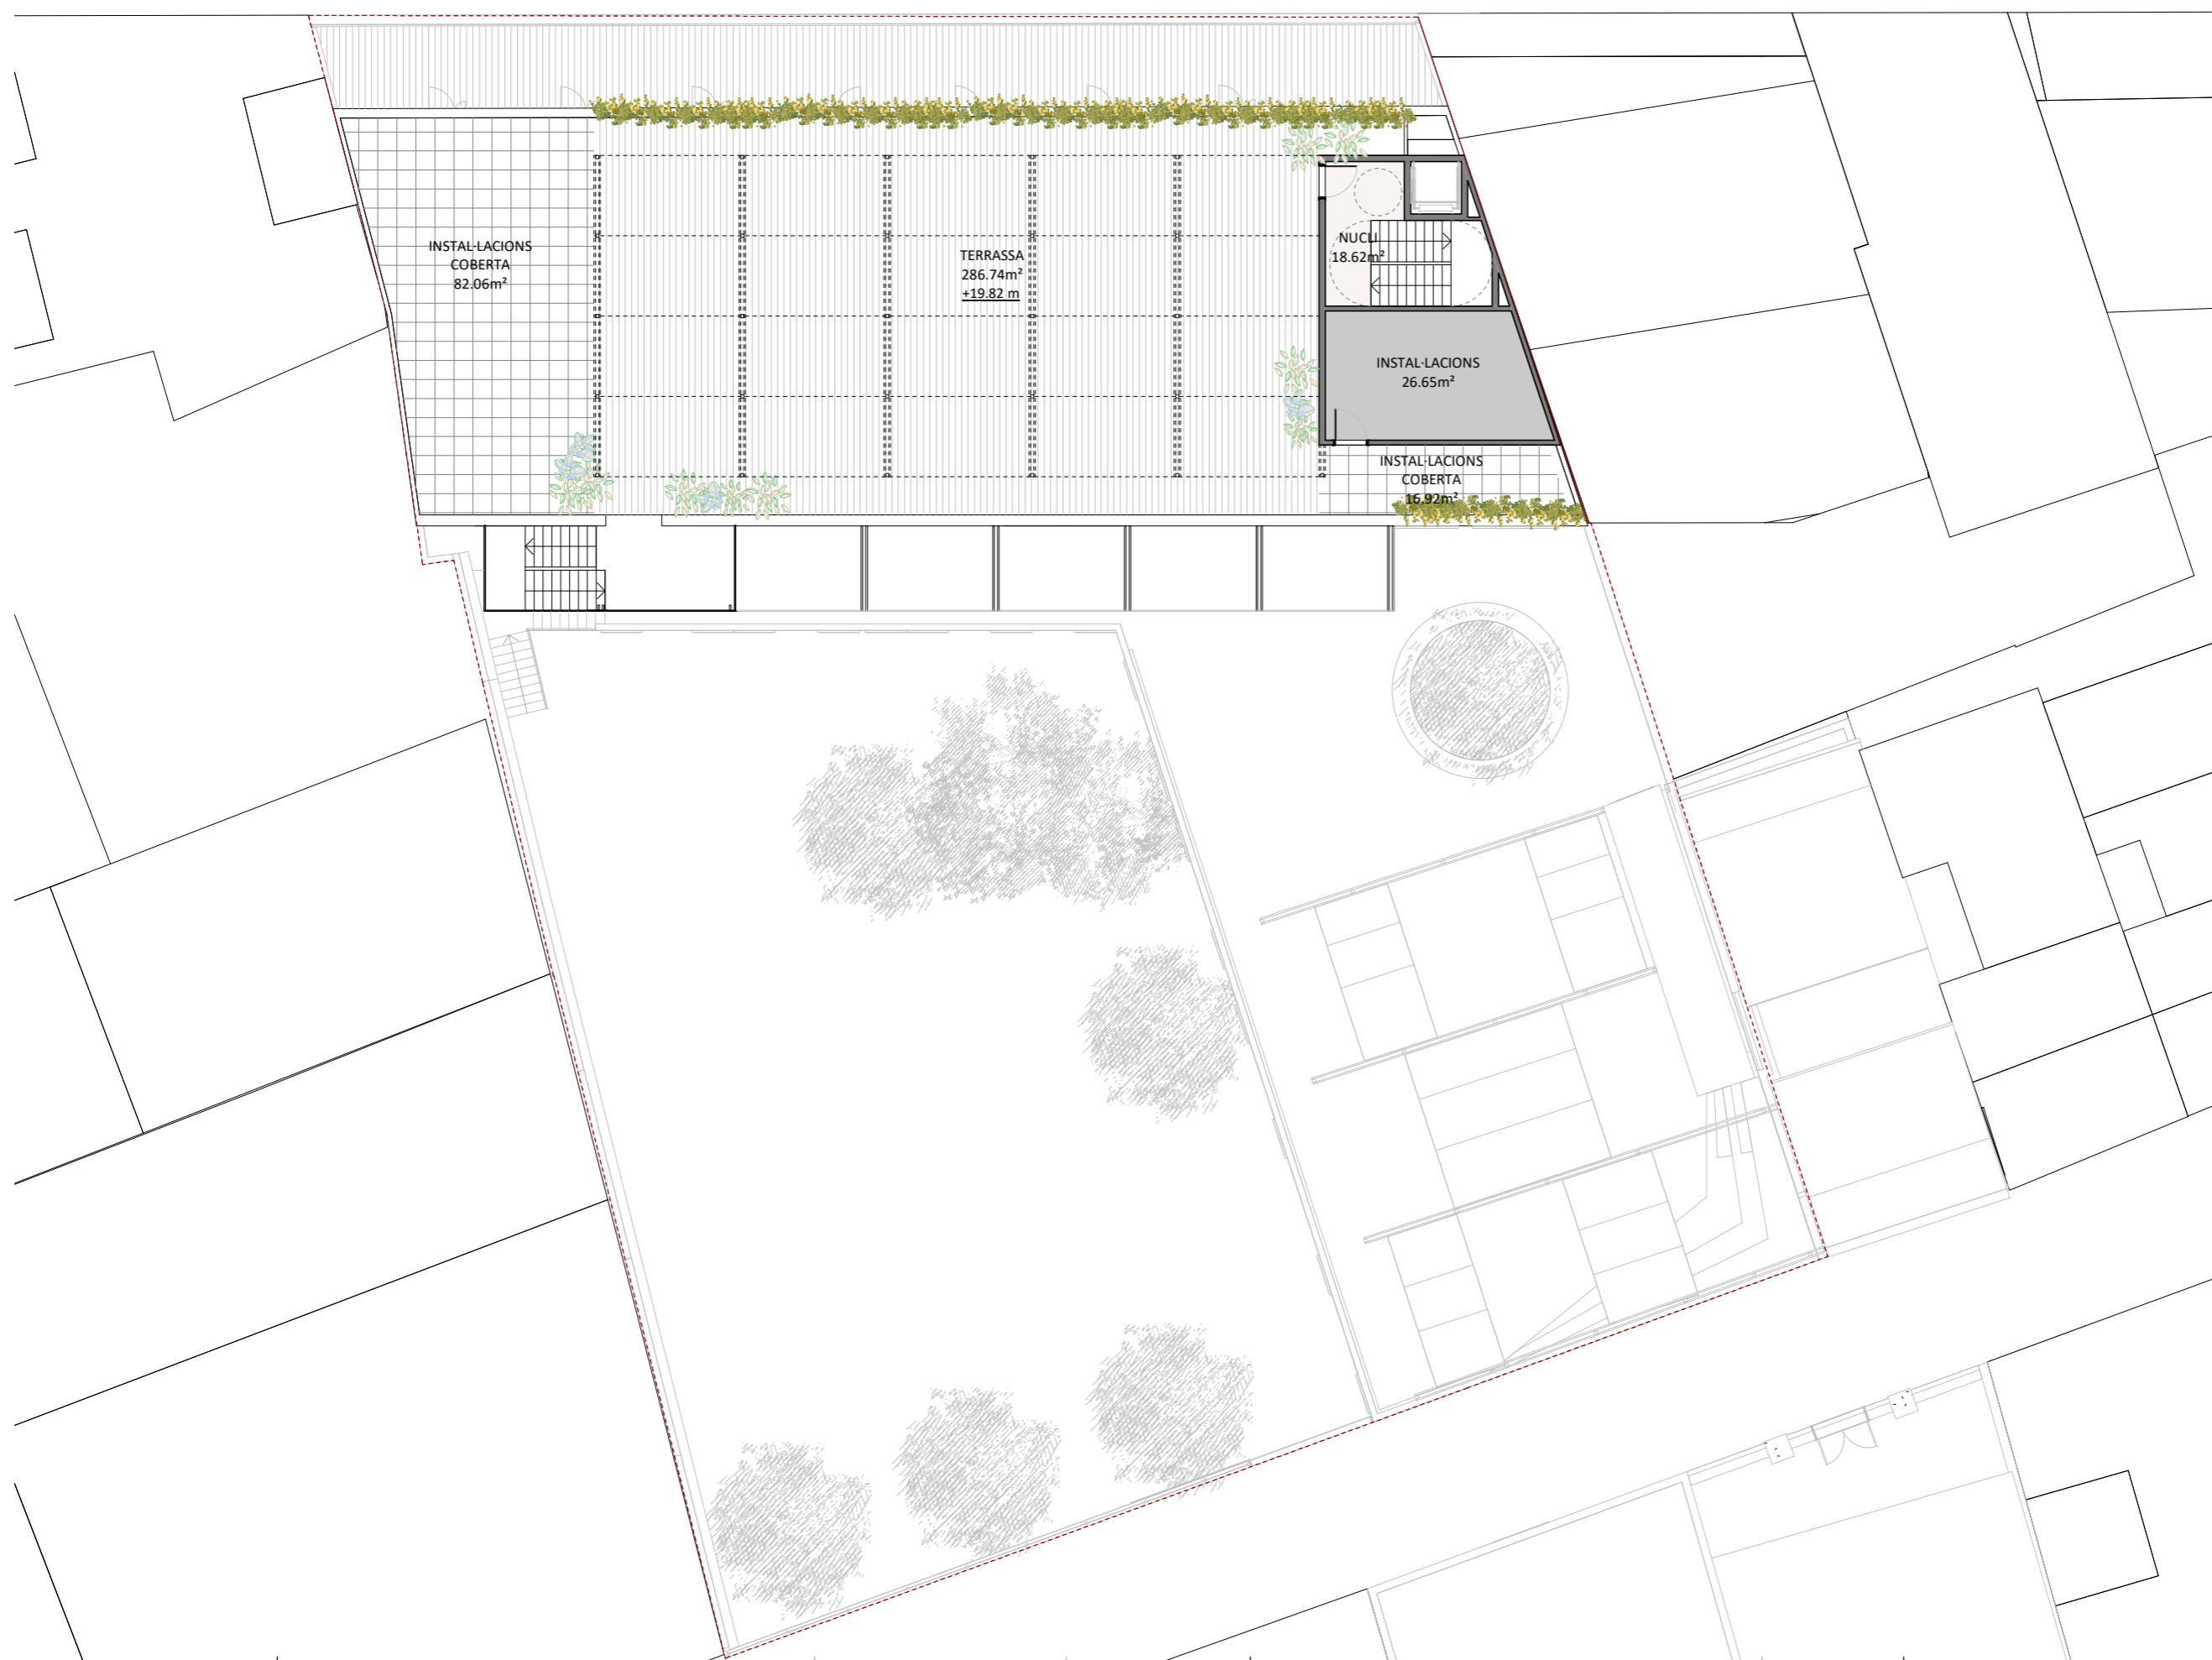 INSTAL·LACIONS
COBERTA
82.06m²
TERRASSA
286.74m²
+19.82 m
NUCLI
18.62m²
INSTAL·LACIONS
26.65m²
INSTAL·LACIONS
COBERTA
16.92m²